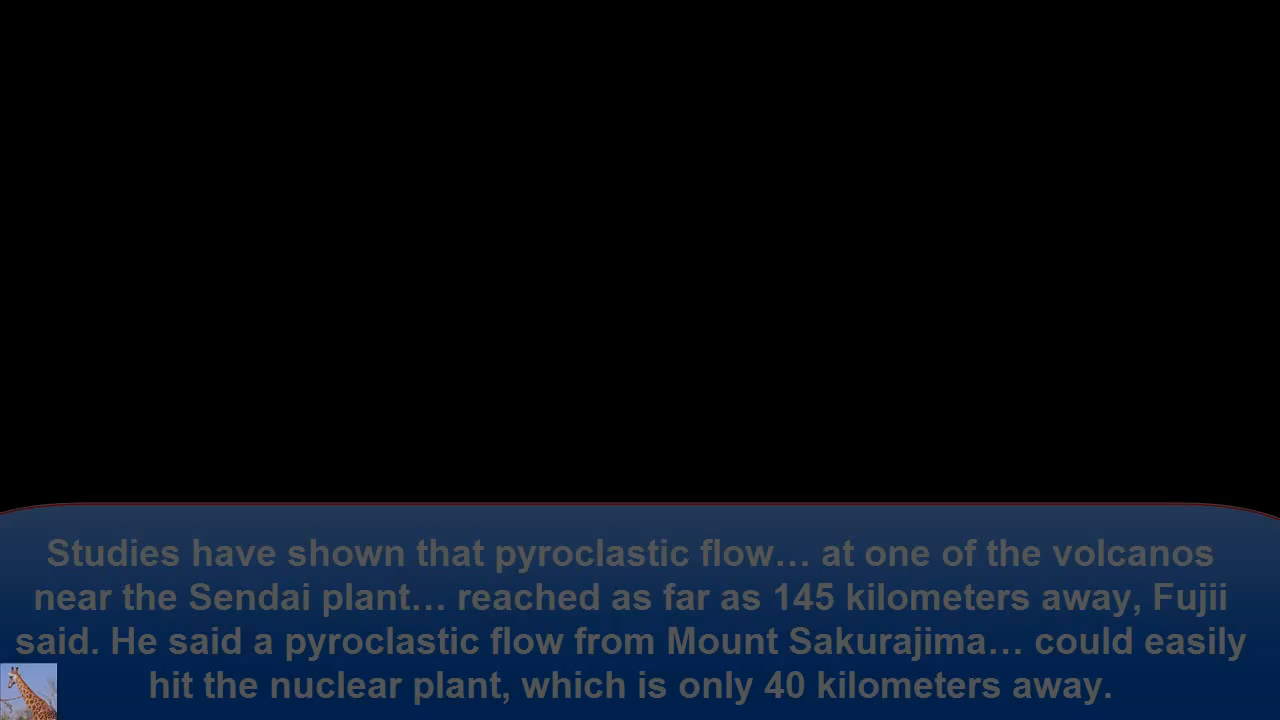 Studies have shown that pyroclastic flow… at one of the volcanos
near the Sendai plant… reached as far as 145 kilometers away, Fujii
said. He said a pyroclastic flow from Mount Sakurajima… could easily
hit the nuclear plant, which is only 40 kilometers away.